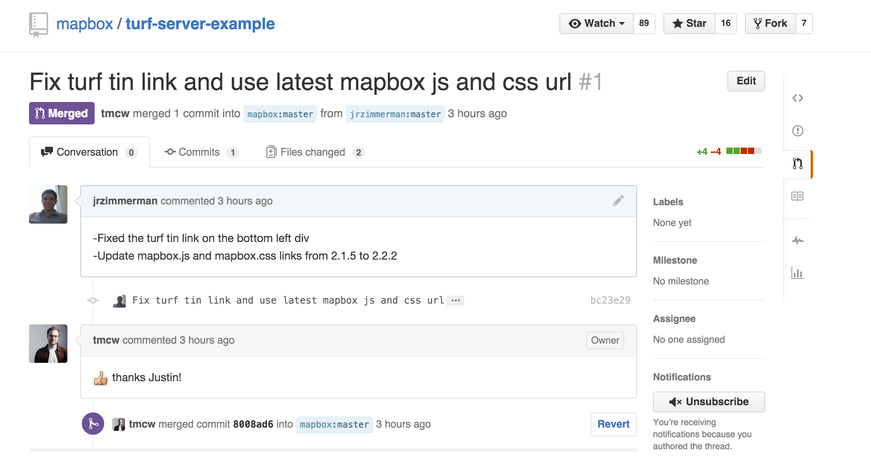 mapbox / turf-server-example
Watch 89 Star 16 Fork 7
Fix turf tin link and use latest mapbox js and css url #1
Edit
Merged tmcw merged 1 commit into mapbox:master from jrzimmerman:master 3 hours ago
Conversation 0 Commits 1 Files changed 2 +4 −4
jrzimmerman commented 3 hours ago
-Fixed the turf tin link on the bottom left div
-Update mapbox.js and mapbox.css links from 2.1.5 to 2.2.2
Fix turf tin link and use latest mapbox js and css url ... bc23e29
tmcw commented 3 hours ago Owner
thanks Justin!
tmcw merged commit 8008ad6 into mapbox:master 3 hours ago Revert
Labels
None yet
Milestone
No milestone
Assignee
No one assigned
Notifications
Unsubscribe
You're receiving
notifications because you
authored the thread.